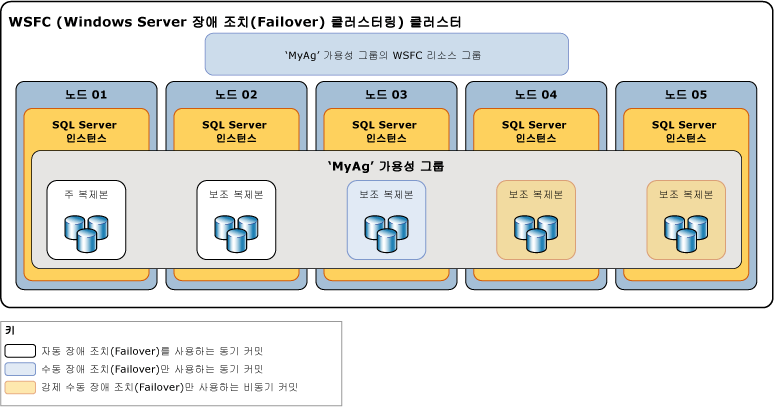 WSFC (Windows Server 장애 조치(Failover) 클러스터링) 클러스터
‘MyAg’ 가용성 그룹의 WSFC 리소스 그룹
노드 01
노드 02
노드 03
노드 04
노드 05
SQL Server
인스턴스
SQL Server
인스턴스
SQL Server
인스턴스
SQL Server
인스턴스
SQL Server
인스턴스
‘MyAg’ 가용성 그룹
주 복제본
보조 복제본
보조 복제본
보조 복제본
보조 복제본
키
자동 장애 조치(Failover)를 사용하는 동기 커밋
수동 장애 조치(Failover)만 사용하는 동기 커밋
강제 수동 장애 조치(Failover)만 사용하는 비동기 커밋